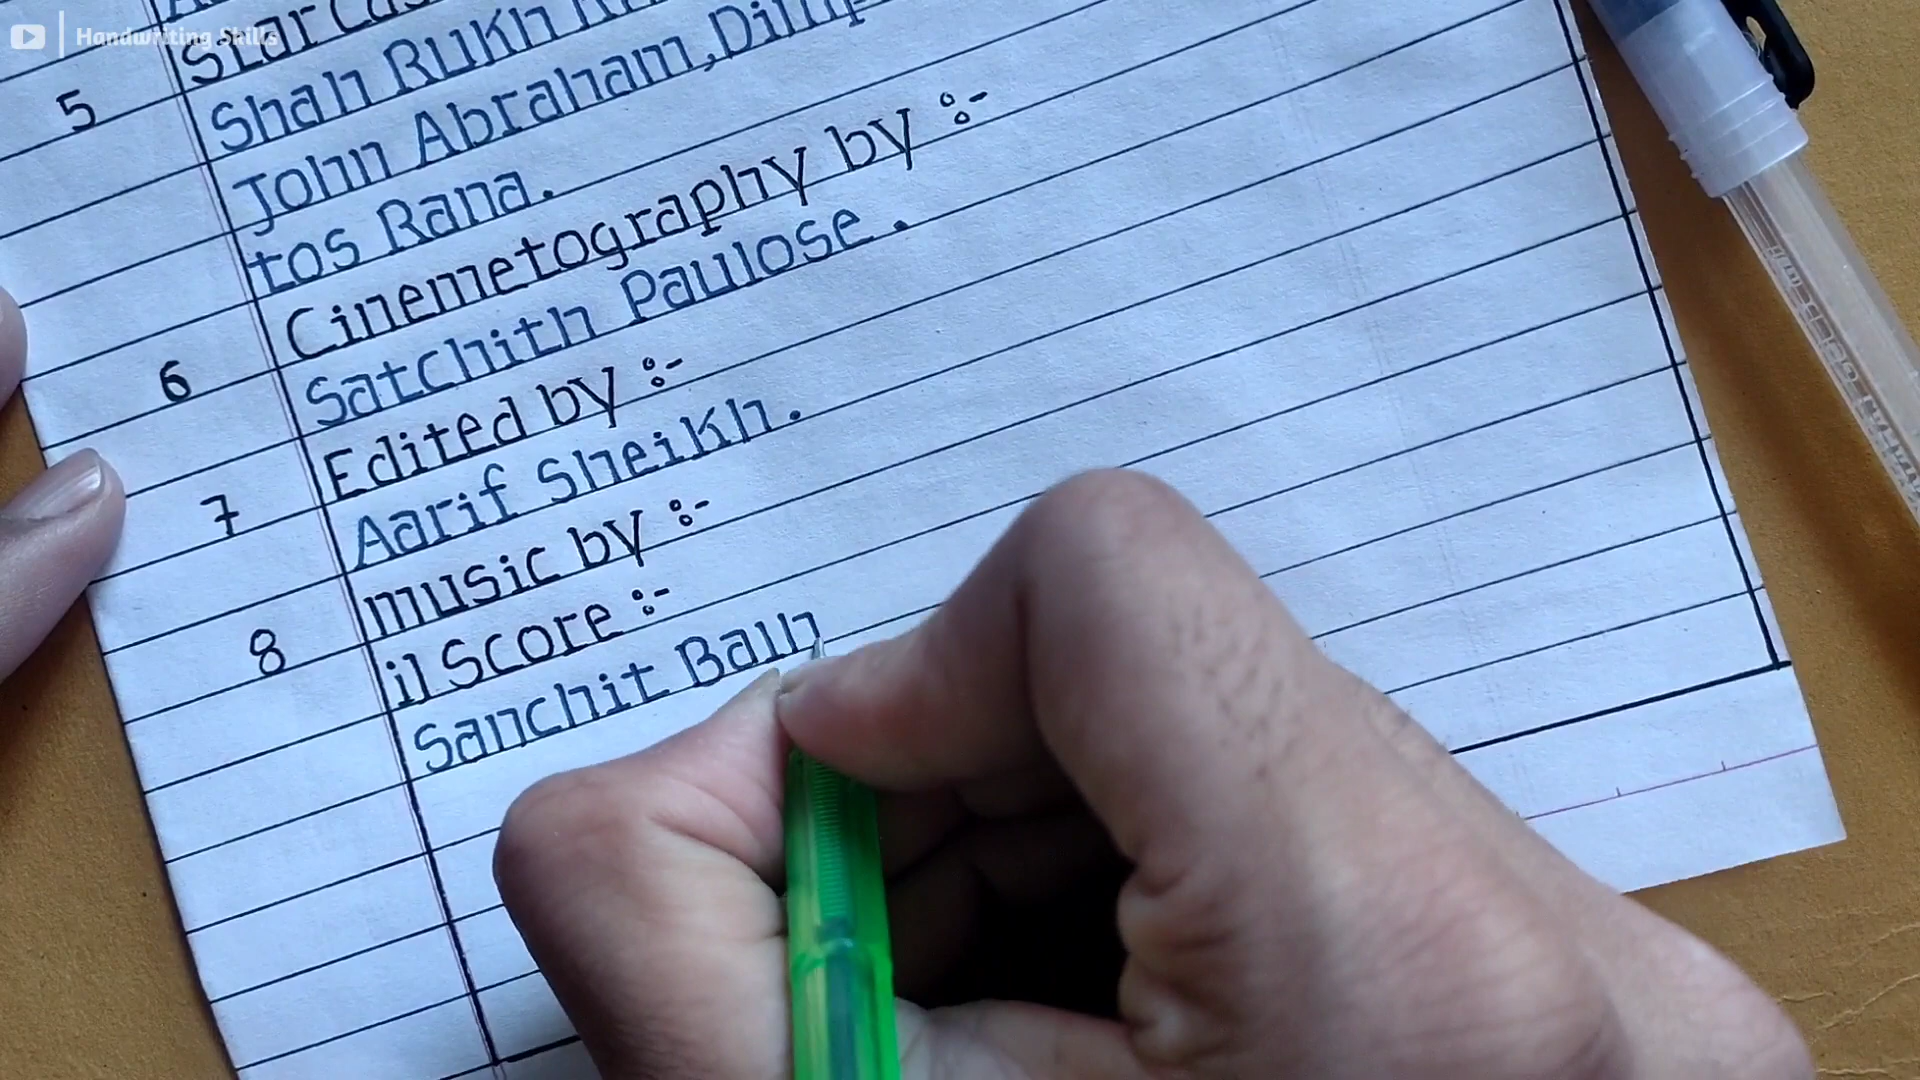 Handwriting Skills
Star
5 Shah Rukh
John Abraham,
tos Rana.
Cinemetography by :-
6 Satchith Paulose.
Edited by :-
7 Aarif Sheikh.
music by :-
8 il Score :-
Sanchit